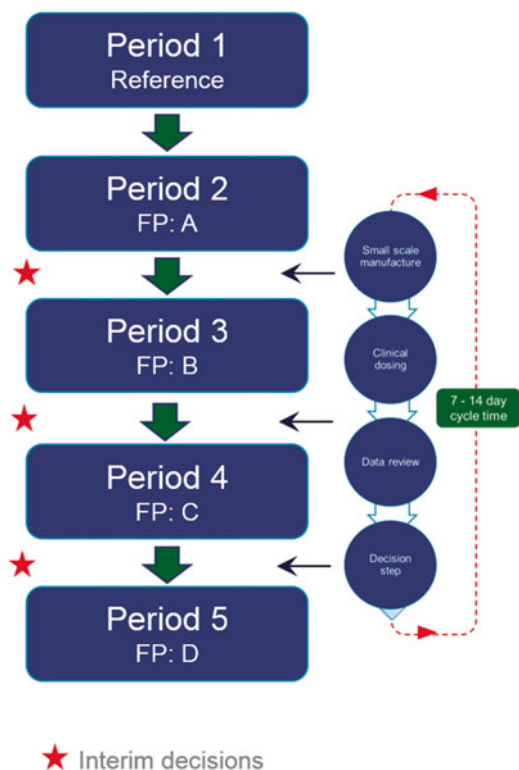 Period 1
Reference
Period 2
FP: A
Period 3
FP: B
Period 4
FP: C
Period 5
FP: D
Small scale
manufacture
Clinical
dosing
Data review
Decision
step
7 - 14 day
cycle time
Interim decisions